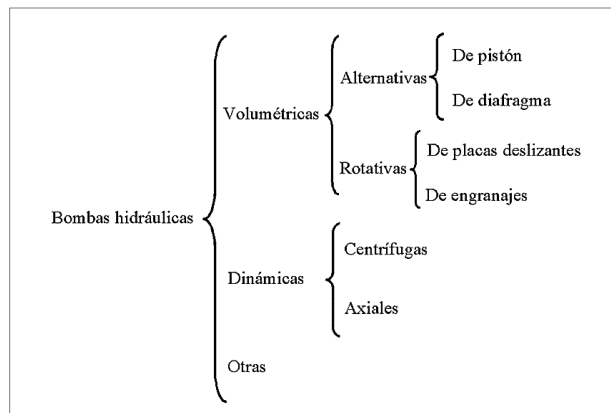 Bombas hidráulicas
Volumétricas
Alternativas
De pistón
De diafragma
Rotativas
De placas deslizantes
De engranajes
Dinámicas
Centrífugas
Axiales
Otras